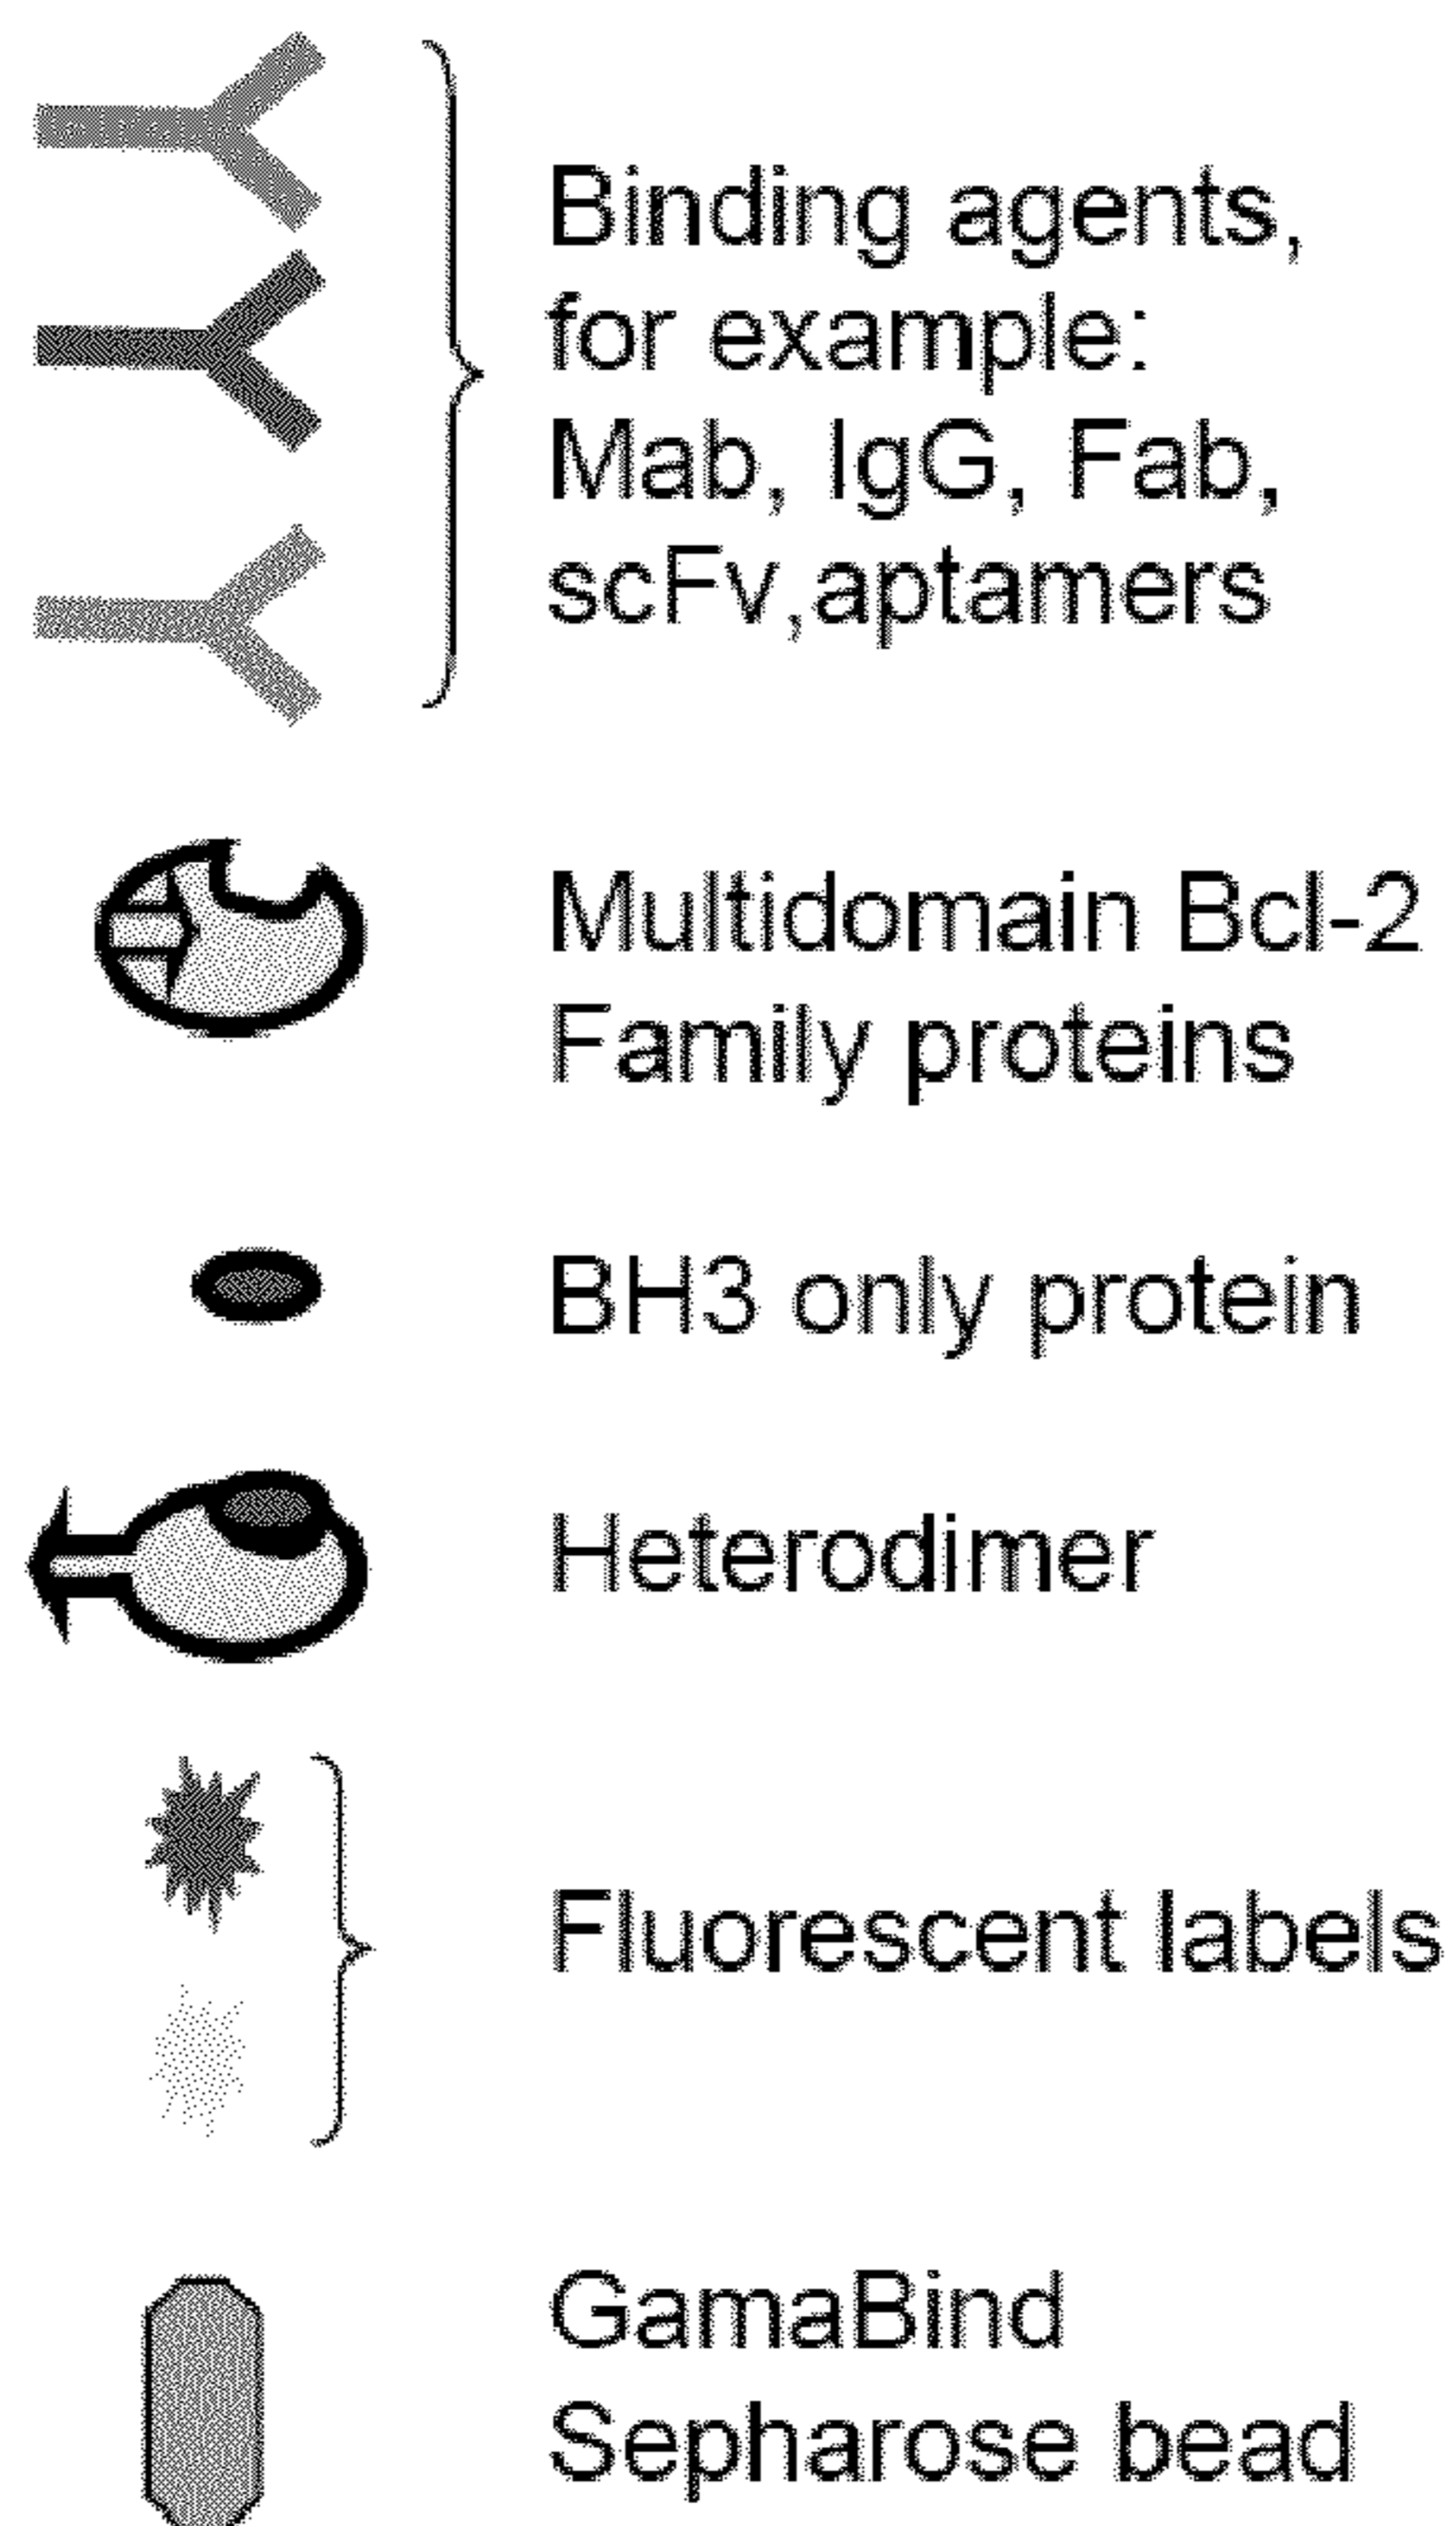 Binding agents,
for example:
Mab, IgG, Fab,
scFv,aptamers
Multidomain Bcl-2
Family proteins
BH3 only protein
Heterodimer
Fluorescent labels
GamaBind
Sepharose bead